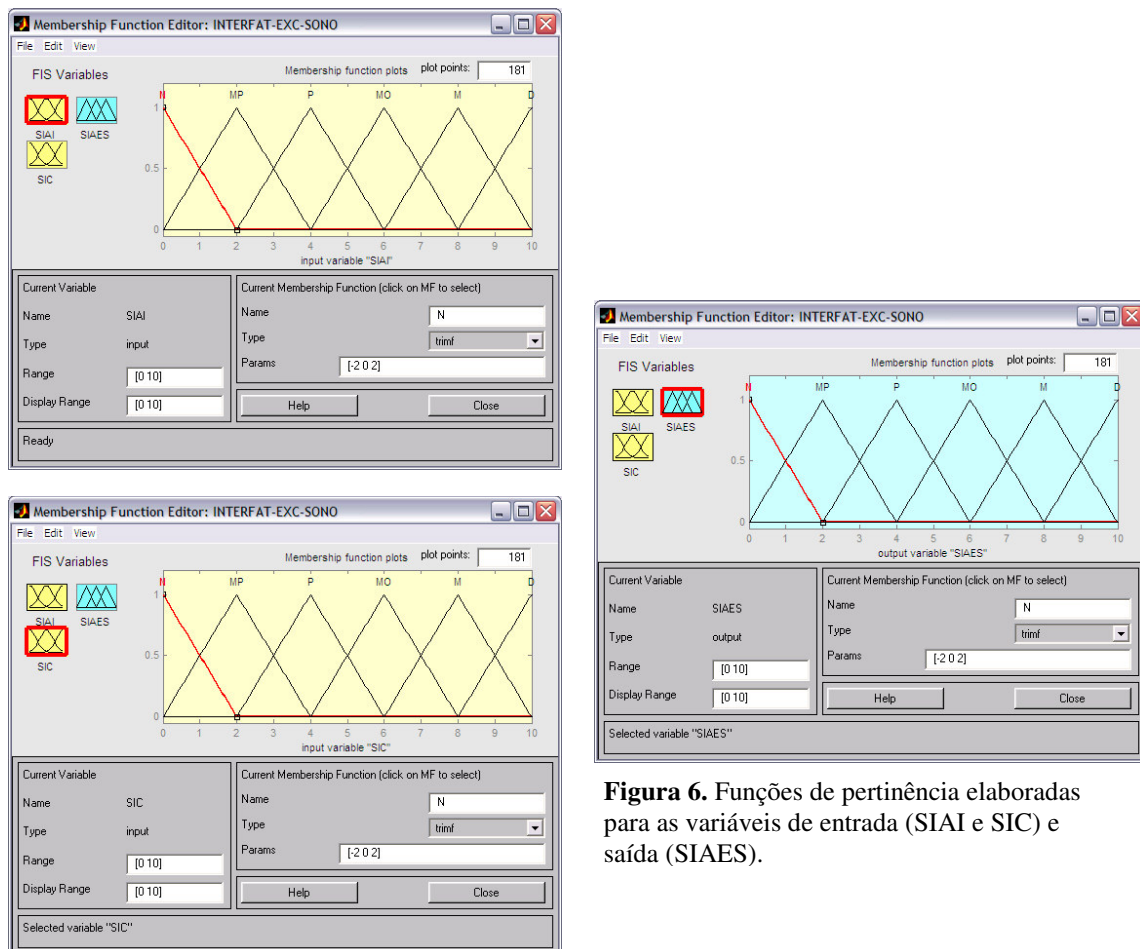 Membership Function Editor: INTERFAT-EXC-SONO
File Edit View
FIS Variables
Membership function plots plot points: 181
SIAI SIAES
SIC
N MP P MO M D
1
0.5
0
0 1 2 3 4 5 6 7 8 9 10
input variable "SIAI"
Current Variable
Name SIAI
Type input
Range [0 10]
Display Range [0 10]
Current Membership Function (click on MF to select)
Name N
Type trimf
Params [-2 0 2]
Help Close
Ready
Membership Function Editor: INTERFAT-EXC-SONO
File Edit View
FIS Variables
Membership function plots plot points: 181
SIAI SIAES
SIC
N MP P MO M D
1
0.5
0
0 1 2 3 4 5 6 7 8 9 10
input variable "SIC"
Current Variable
Name SIC
Type input
Range [0 10]
Display Range [0 10]
Current Membership Function (click on MF to select)
Name N
Type trimf
Params [-2 0 2]
Help Close
Selected variable "SIC"
Membership Function Editor: INTERFAT-EXC-SONO
File Edit View
FIS Variables
Membership function plots plot points: 181
SIAI SIAES
SIC
N MP P MO M D
1
0.5
0
0 1 2 3 4 5 6 7 8 9 10
output variable "SIAES"
Current Variable
Name SIAES
Type output
Range [0 10]
Display Range [0 10]
Current Membership Function (click on MF to select)
Name N
Type trimf
Params [-2 0 2]
Help Close
Selected variable "SIAES"
Figura 6. Funções de pertinência elaboradas
para as variáveis de entrada (SIAI e SIC) e
saída (SIAES).